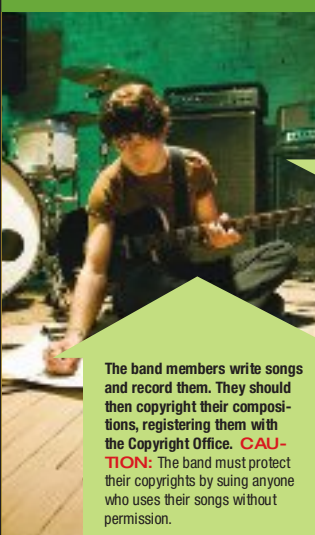 The band members write songs
and record them. They should
then copyright their composi-
tions, registering them with
the Copyright Office. CAU-
TION: The band must protect
their copyrights by suing anyone
who uses their songs without
permission.